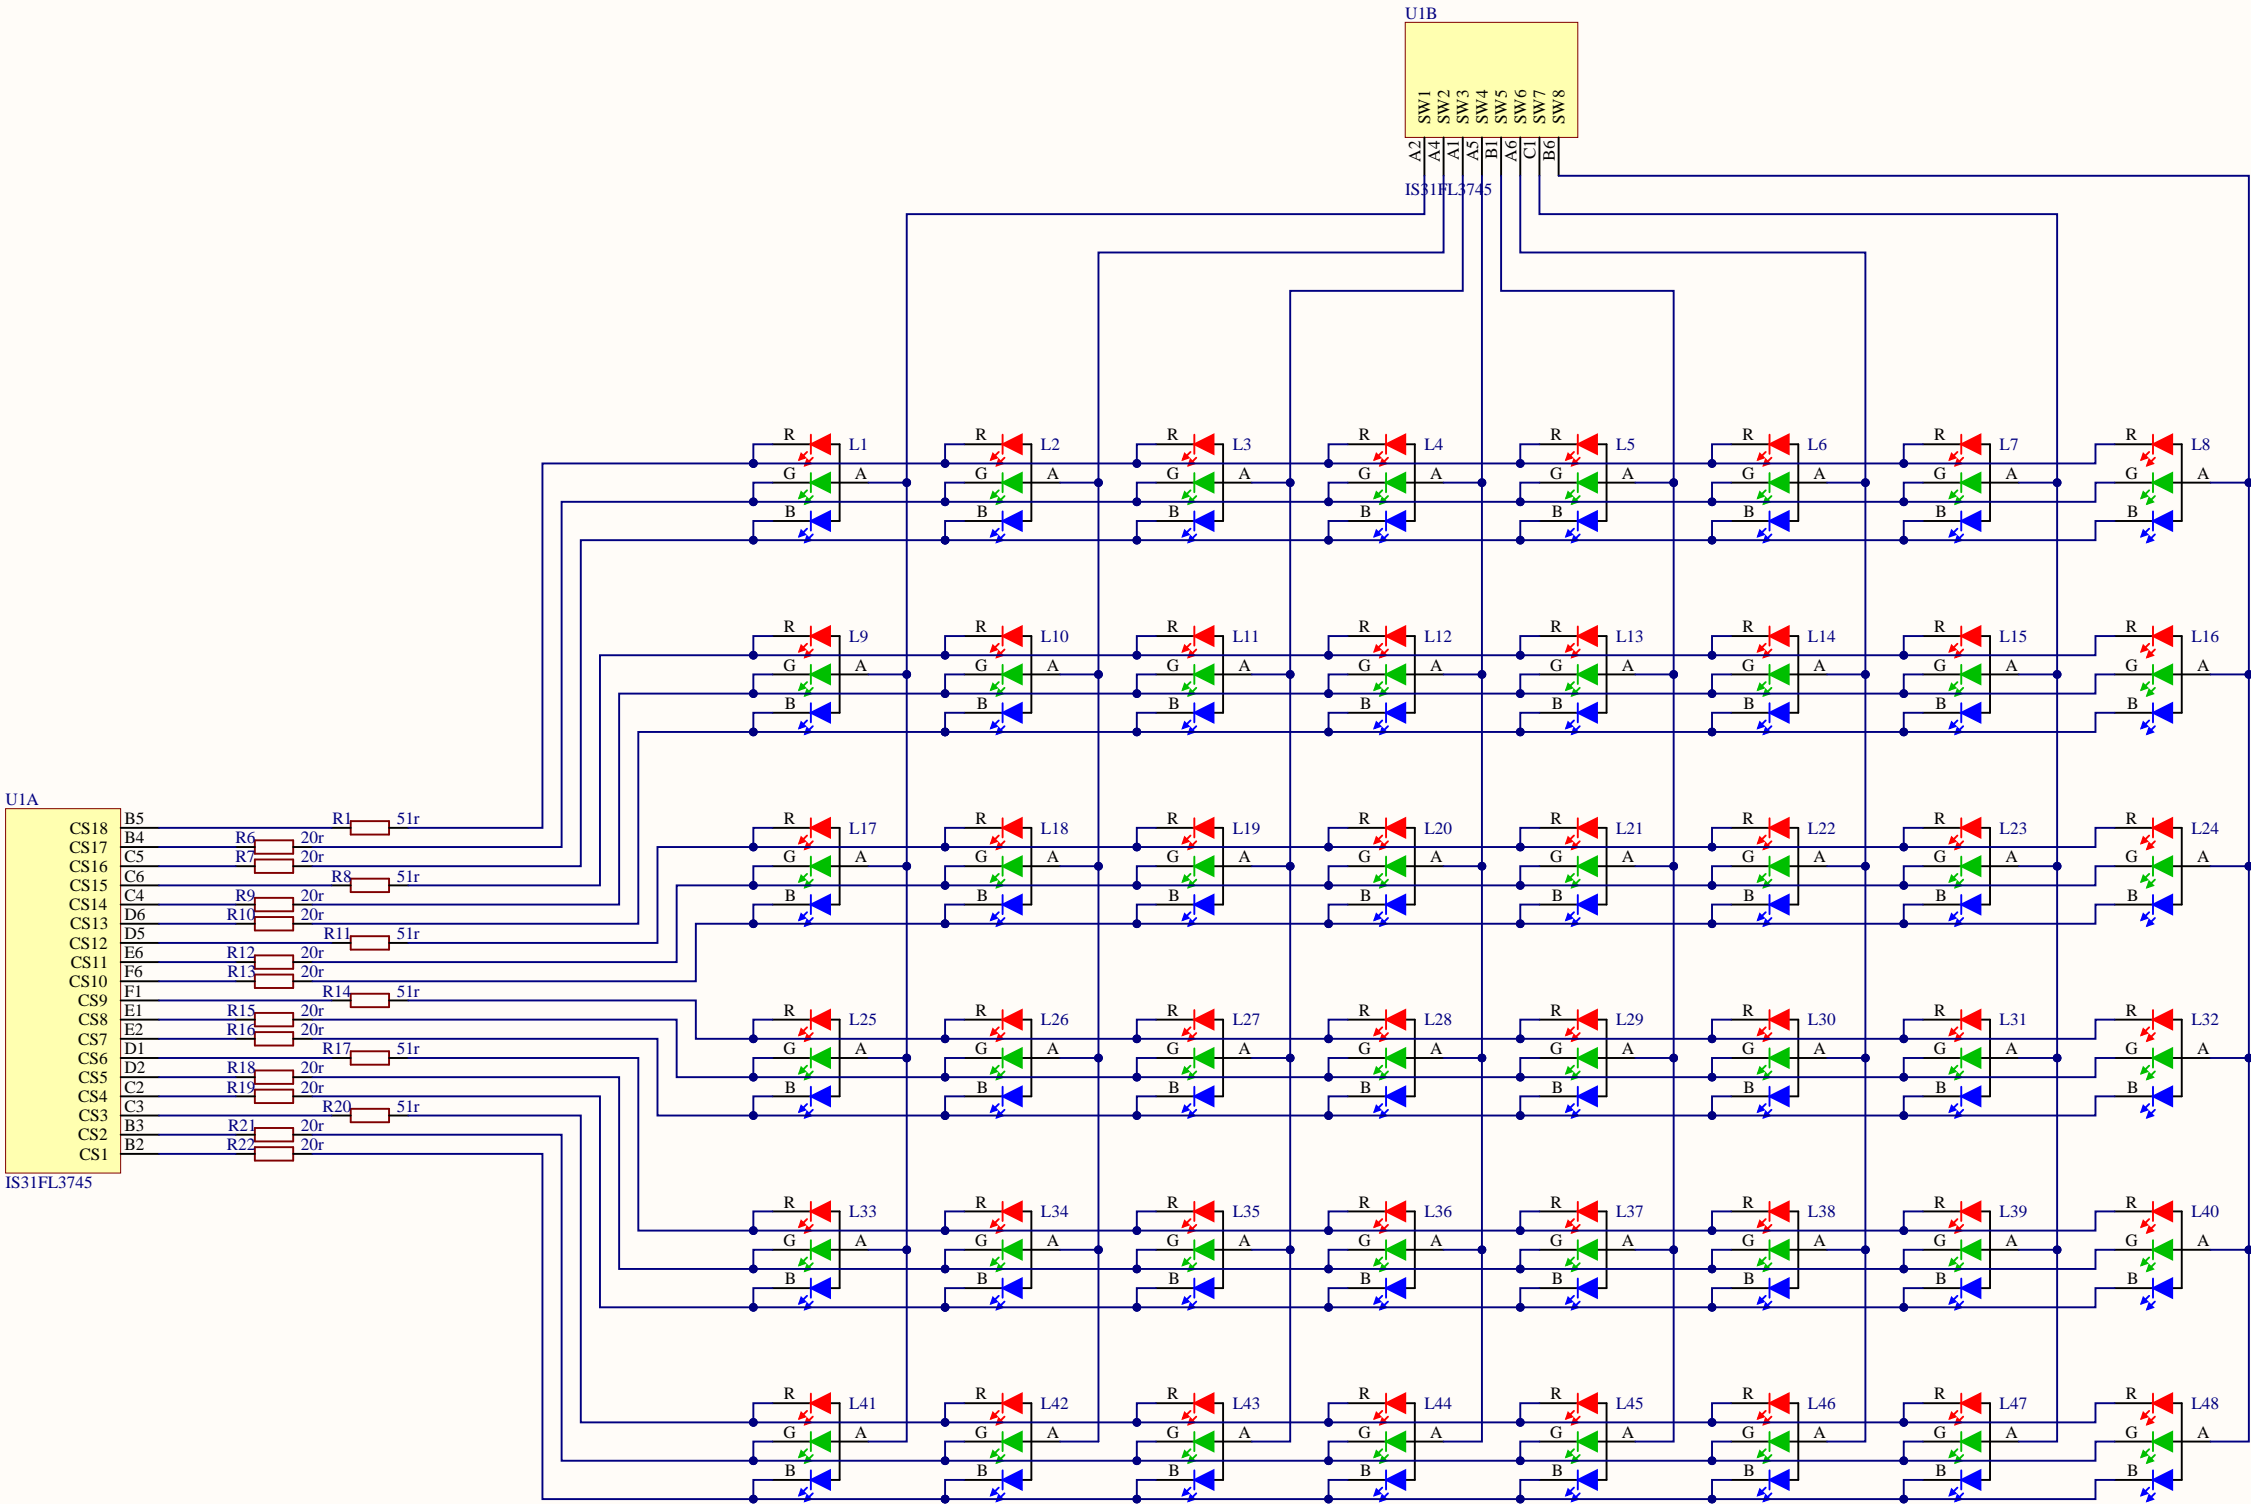 U1B
SW1 SW2 SW3 SW4 SW5 SW6 SW7 SW8
A2 A4 A1 A5 B1 A6 C1 B6
IS31FL3745
R L1 R L2 R L3 R L4 R L5 R L6 R L7 R L8
G A G A G A G A G A G A G A G A
B B B B B B B B
R L9 R L10 R L11 R L12 R L13 R L14 R L15 R L16
G A G A G A G A G A G A G A G A
B B B B B B B B
R L17 R L18 R L19 R L20 R L21 R L22 R L23 R L24
G A G A G A G A G A G A G A G A
B B B B B B B B
R L25 R L26 R L27 R L28 R L29 R L30 R L31 R L32
G A G A G A G A G A G A G A G A
B B B B B B B B
R L33 R L34 R L35 R L36 R L37 R L38 R L39 R L40
G A G A G A G A G A G A G A G A
B B B B B B B B
R L41 R L42 R L43 R L44 R L45 R L46 R L47 R L48
G A G A G A G A G A G A G A G A
B B B B B B B B
U1A
CS18 B5 R1 51r
CS17 B4 R6 20r
CS16 C5 R7 20r
CS15 C6 R8 51r
CS14 C4 R9 20r
CS13 D6 R10 20r
CS12 D5 R11 51r
CS11 E6 R12 20r
CS10 F6 R13 20r
CS9 F1 R14 51r
CS8 E1 R15 20r
CS7 E2 R16 20r
CS6 D1 R17 51r
CS5 D2 R18 20r
CS4 C2 R19 20r
CS3 C3 R20 51r
CS2 B3 R21 20r
CS1 B2 R22 20r
IS31FL3745